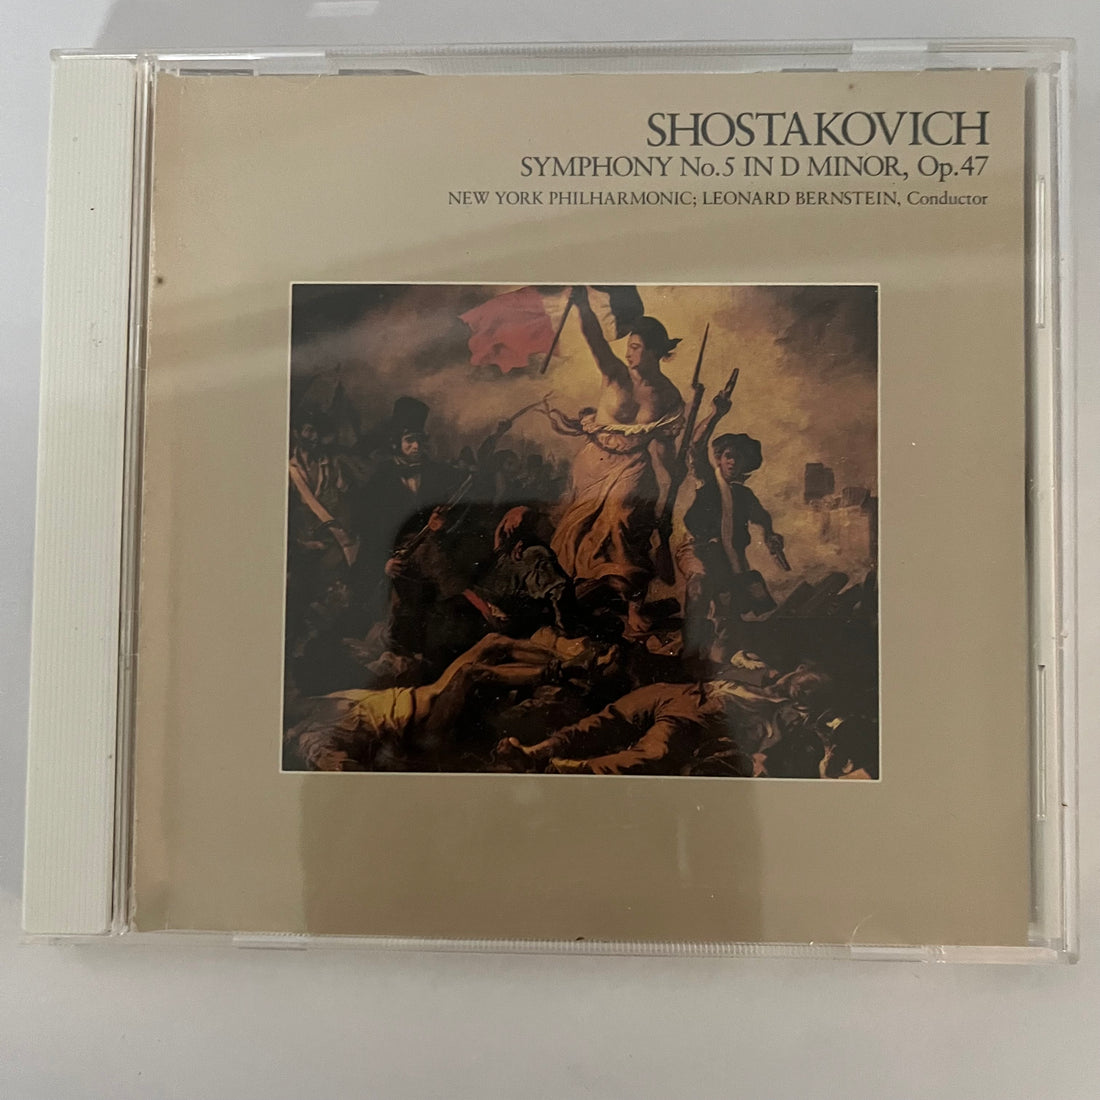 SHOSTAKOVICH
SYMPHONY No.5 IN D MINOR, Op.47
NEW YORK PHILHARMONIC; LEONARD BERNSTEIN, Conductor